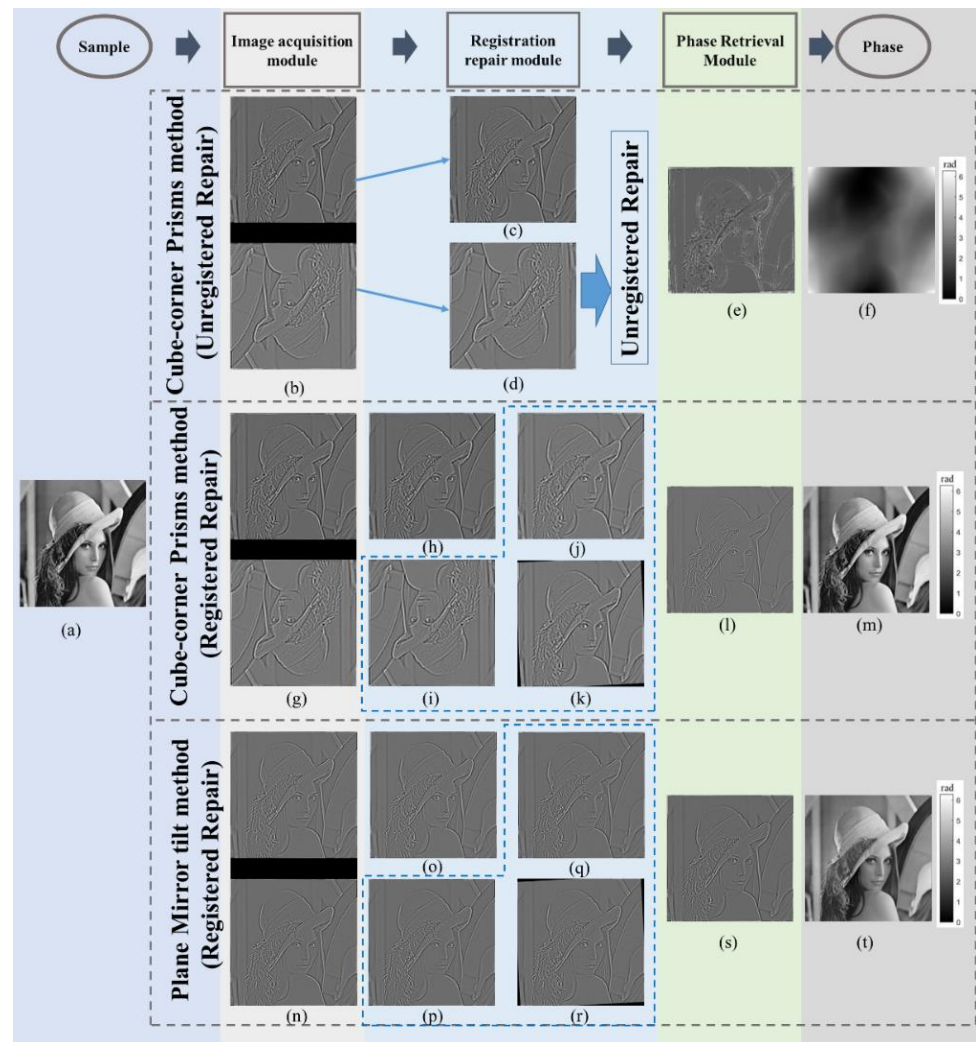 Sample
Image acquisition
module
Registration
repair module
Phase Retrieval
Module
Phase
Cube-corner Prisms method
(Unregistered Repair)
(b)
(c)
(d)
Unregistered Repair
(e)
(f)
rad
6
5
4
3
2
1
0
(a)
Cube-corner Prisms method
(Registered Repair)
(g)
(h)
(i)
(j)
(k)
(l)
(m)
rad
6
5
4
3
2
1
0
Plane Mirror tilt method
(Registered Repair)
(n)
(o)
(p)
(q)
(r)
(s)
(t)
rad
6
5
4
3
2
1
0